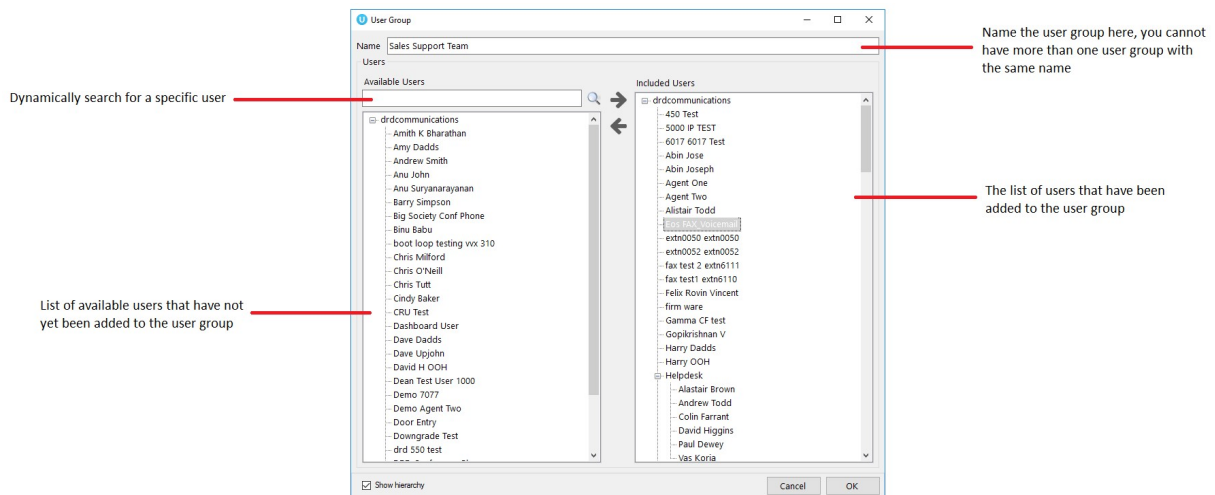 User Group
Name
Sales Support Team
Users
Available Users
drdcommunications
Amith K Bharathan
Amy Dadds
Andrew Smith
Anu John
Anu Suryanarayanan
Barry Simpson
Big Society Conf Phone
Binu Babu
boot loop testing vvx 310
Chris Milford
Chris O'Neill
Chris Tutt
Cindy Baker
CRU Test
Dashboard User
Dave Dadds
Dave Upjohn
David H OOH
Dean Test User 1000
Demo 7077
Demo Agent Two
Door Entry
Downgrade Test
drd 550 test
Included Users
drdcommunications
450 Test
5000 IP TEST
6017 6017 Test
Abin Jose
Abin Joseph
Agent One
Agent Two
Alistair Todd
Eos FAX_Voicemail
extn0050 extn0050
extn0052 extn0052
fax test 2 extn6111
fax test1 extn6110
Felix Rovin Vincent
firm ware
Gamma CF test
Gopikrishnan V
Harry Dadds
Harry OOH
Helpdesk
Alastair Brown
Andrew Todd
Colin Farrant
David Higgins
Paul Dewey
Vas Koria
Show hierarchy
Cancel
OK
Dynamically search for a specific user
List of available users that have not
yet been added to the user group
Name the user group here, you cannot
have more than one user group with
the same name
The list of users that have been
added to the user group